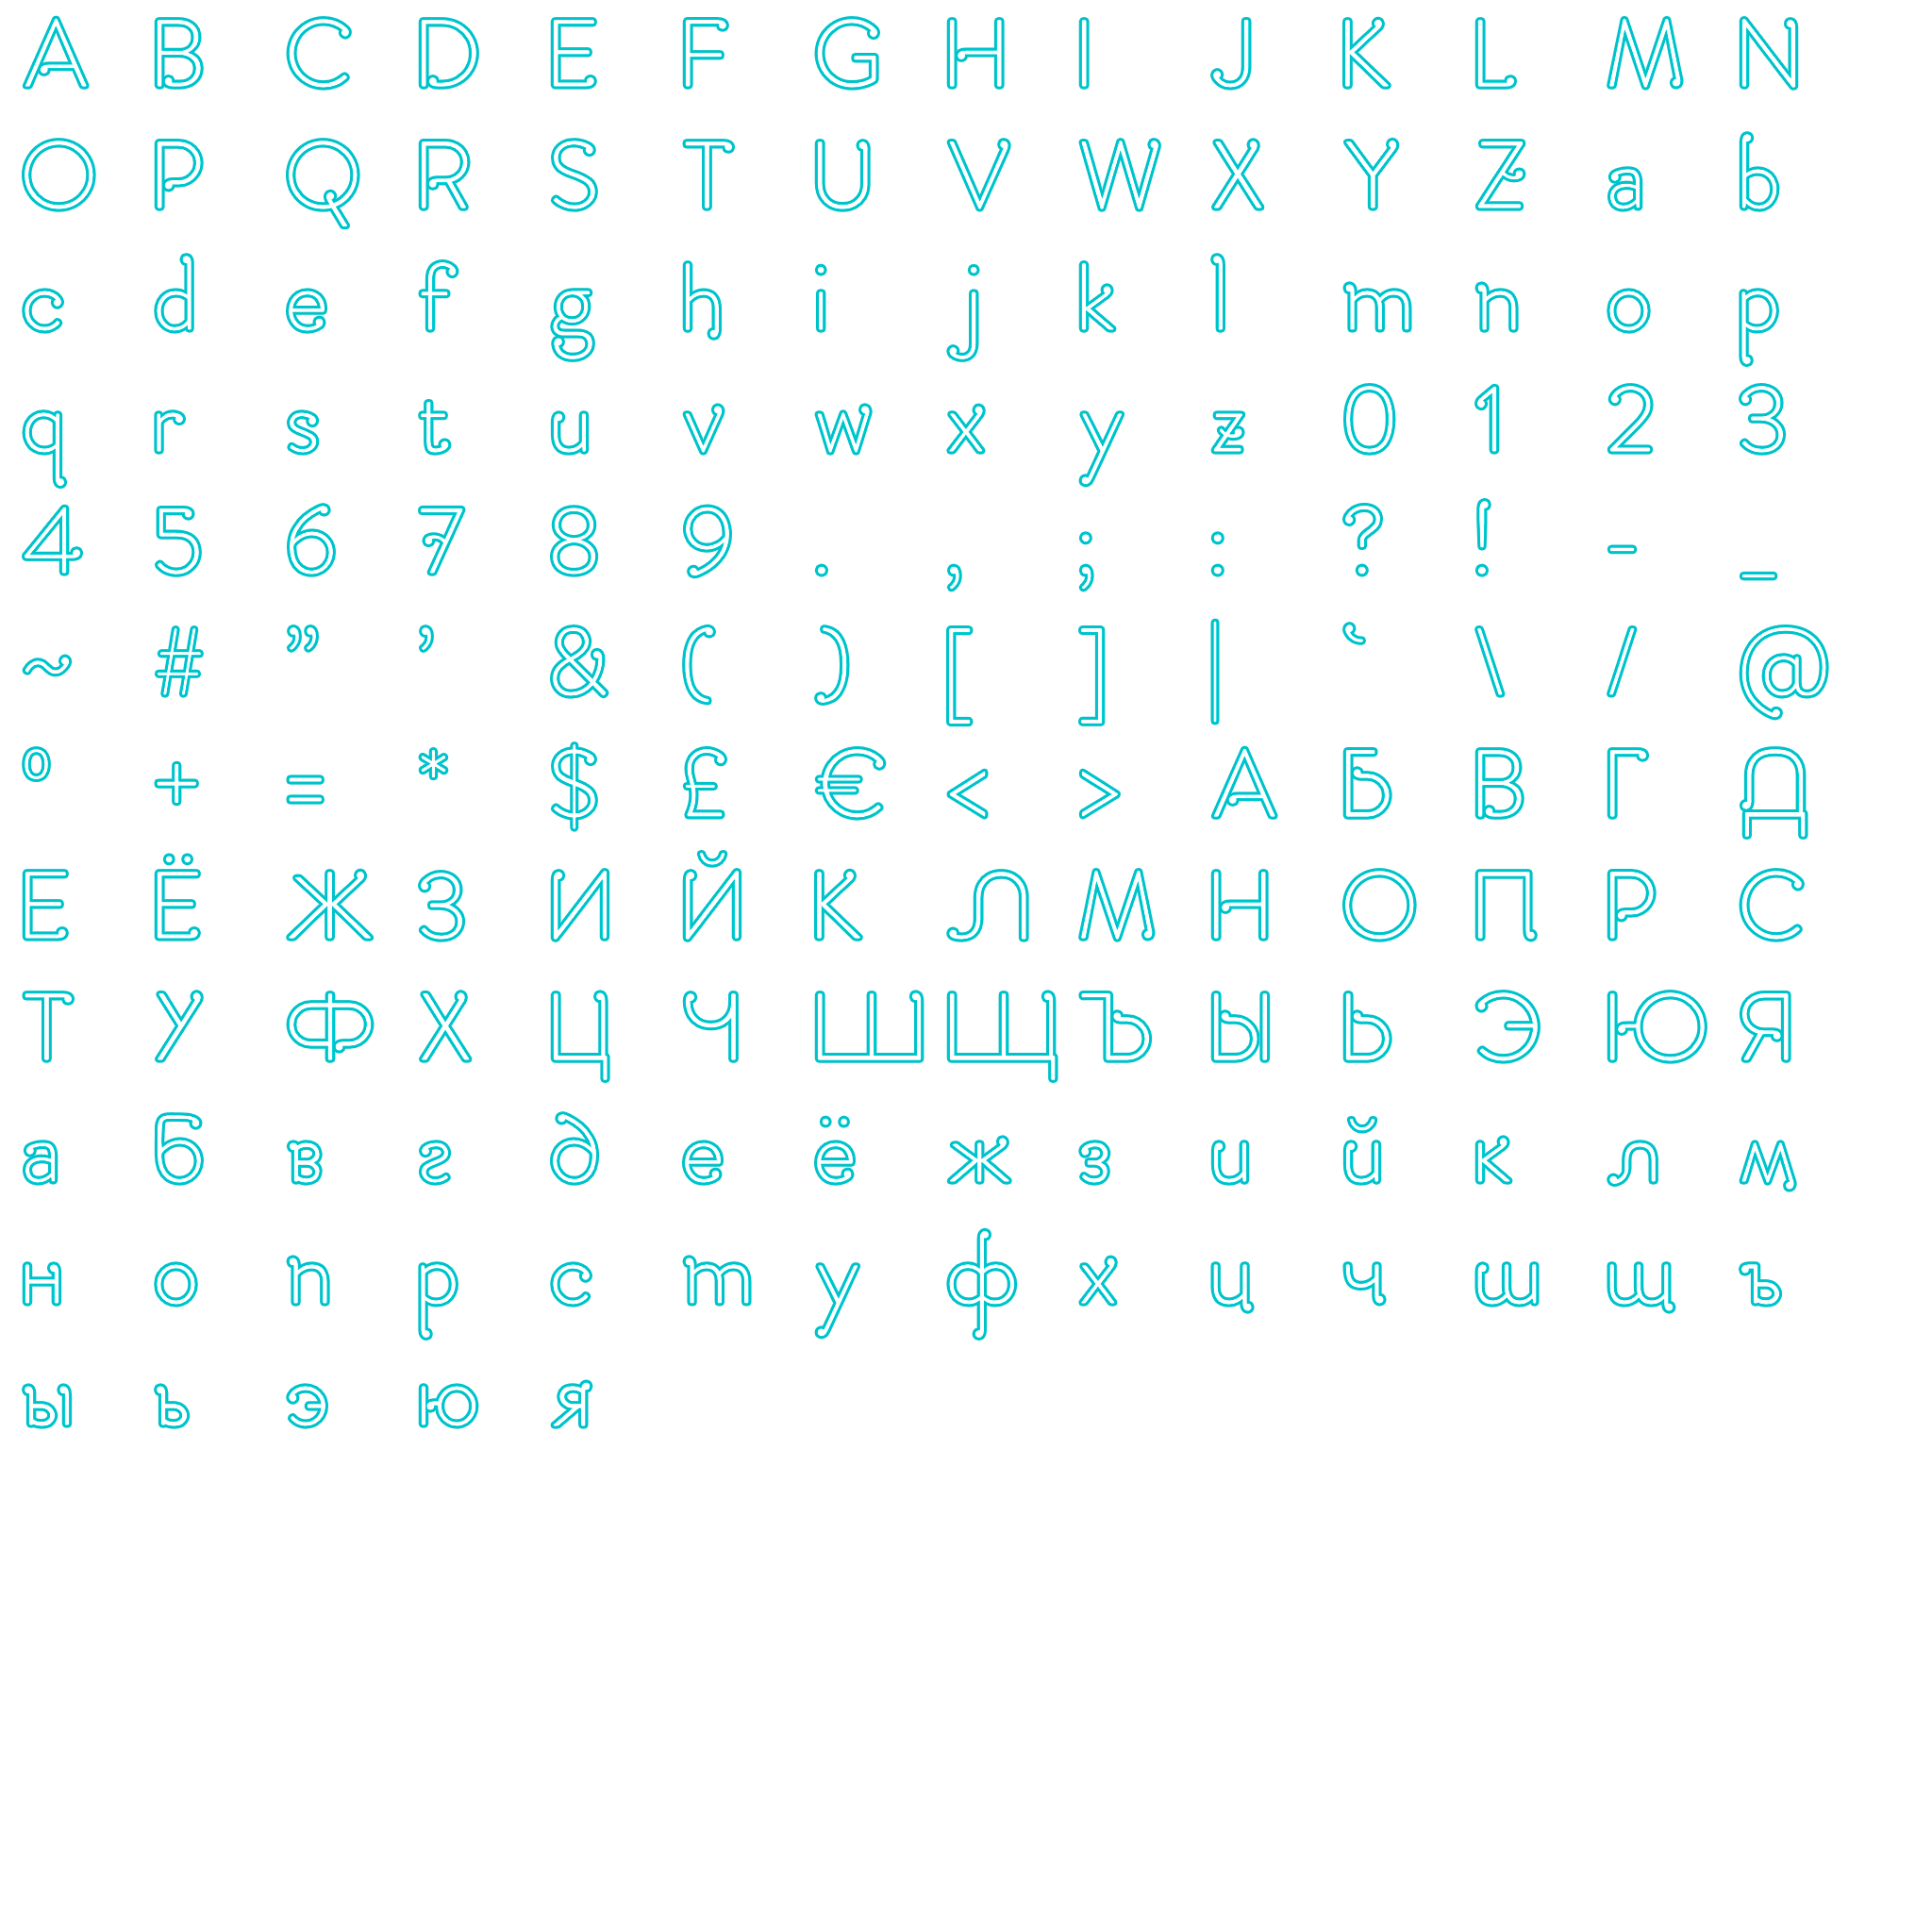 A B C D E F G H I J K L M N
O P Q R S T U V W X Y Z a b
c d e f g h i j k l m n o p
q r s t u v w x y z 0 1 2 3
4 5 6 7 8 9 . , ; : ? ! - _
~ # " ' & ( ) [ ] | ` \ / @
º + = * $ £ € < > А Б В Г Д
Е Ё Ж З И Й К Л М Н О П Р С
Т У Ф Х Ц Ч Ш Щ Ъ Ы Ь Э Ю Я
а б в г д е ё ж з и й к л м
н о п р с т у ф х ц ч ш щ ъ
ы ь э ю я